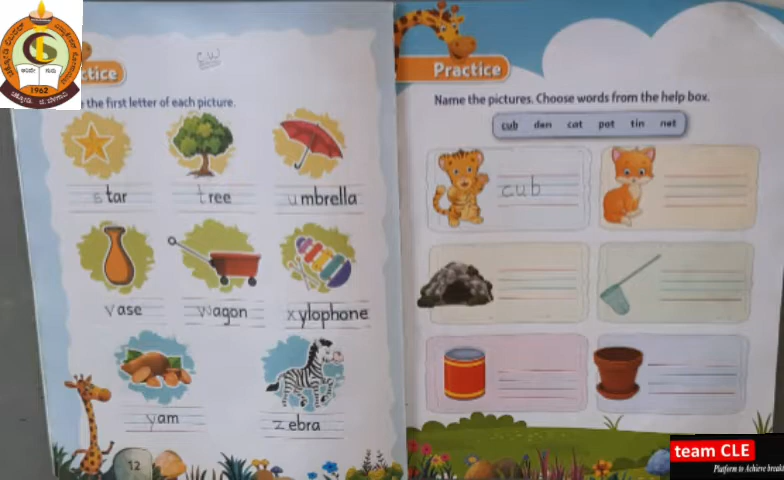 1962
ctice
CW
the first letter of each picture.
star tree umbrella
vase wagon xylophone
yam zebra
12
Practice
Name the pictures. Choose words from the help box.
cub den cat pot tin net
cub
team CLE
Platform to Achieve break